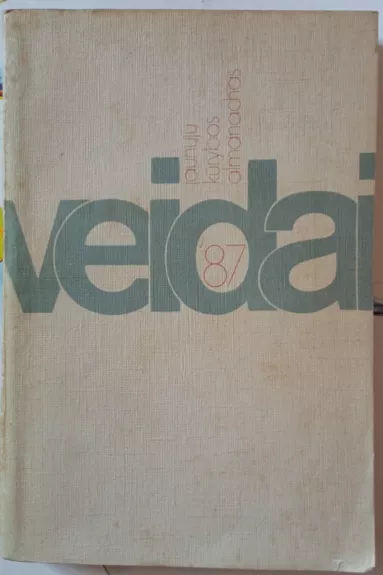 jaunųjų
kūrybos
almanachas
veidai
'87